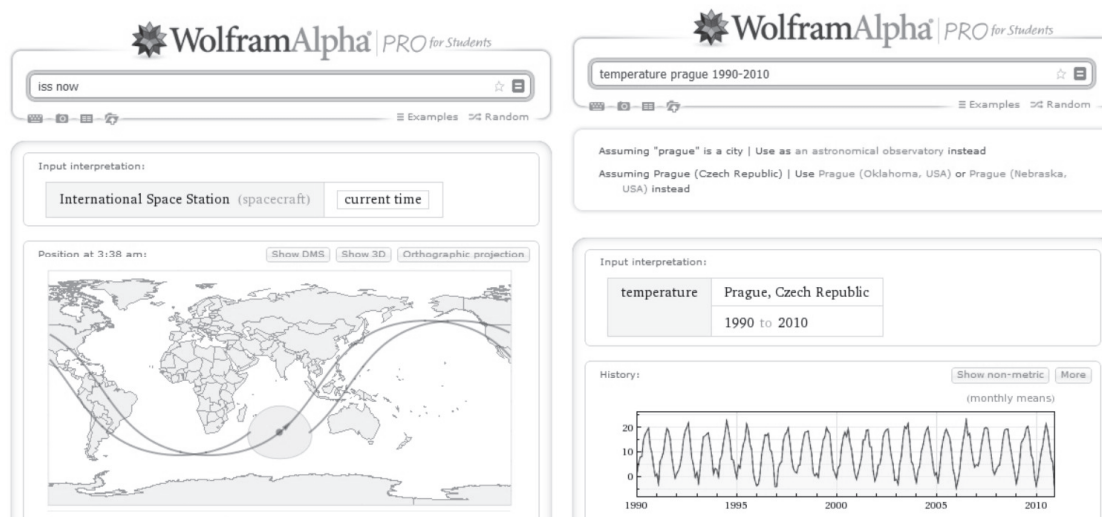 WolframAlpha PRO for Students
iss now
Examples Random
Input interpretation:
International Space Station (spacecraft) current time
Position at 3:38 am:
Show DMS Show 3D Orthographic projection
WolframAlpha PRO for Students
temperature prague 1990-2010
Examples Random
Assuming "prague" is a city | Use as an astronomical observatory instead
Assuming Prague (Czech Republic) | Use Prague (Oklahoma, USA) or Prague (Nebraska,
USA) instead
Input interpretation:
temperature Prague, Czech Republic
1990 to 2010
History:
Show non-metric More
(monthly means)
20
10
0
1990 1995 2000 2005 2010